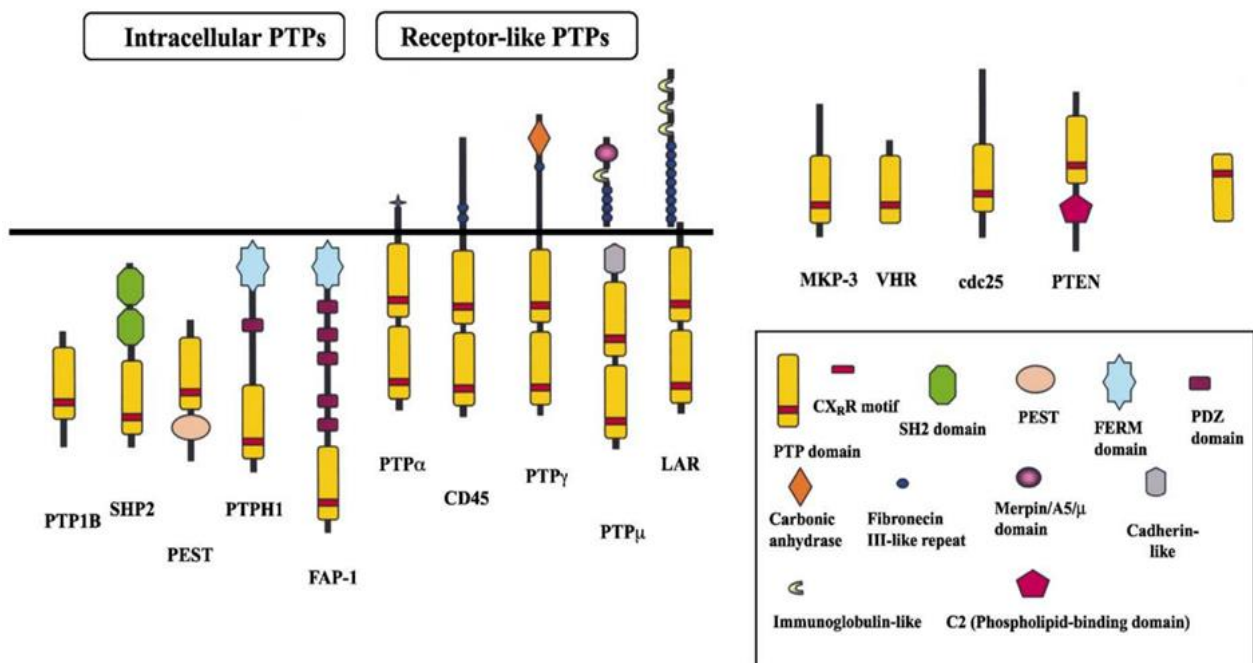 Intracellular PTPs
Receptor-like PTPs
MKP-3
VHR
cdc25
PTEN
PTP1B
SHP2
PEST
PTPH1
FAP-1
PTPα
CD45
PTPγ
PTPμ
LAR
CX_RR motif
PTP domain
SH2 domain
PEST
FERM
domain
PDZ
domain
Carbonic
anhydrase
Fibronecin
III-like repeat
Merpin/A5/μ
domain
Cadherin-
like
Immunoglobulin-like
C2 (Phospholipid-binding domain)